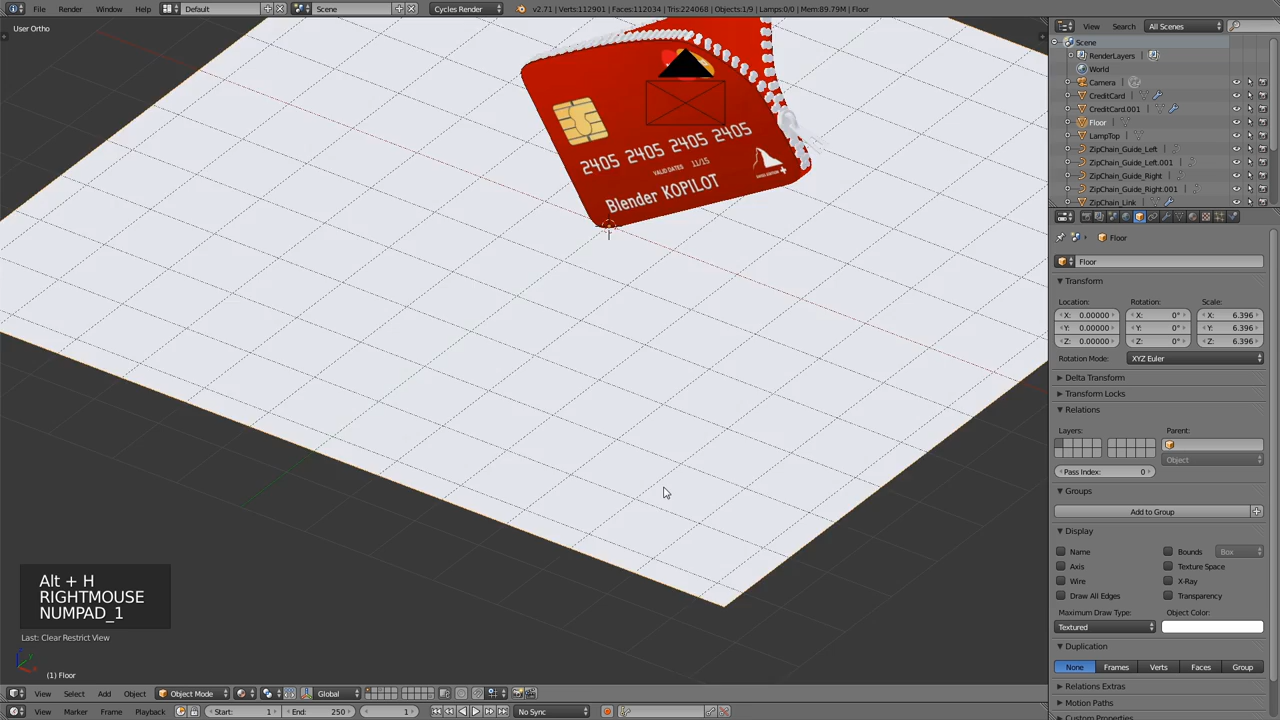 File Render Window Help Default Scene Cycles Render v2.71 | Verts:112901 | Faces:112034 | Tris:224068 | Objects:1/9 | Lamps:0/0 | Mem:89.79M | Floor
User Ortho
View Search All Scenes
Scene
RenderLayers
World
Camera
CreditCard
CreditCard.001
Floor
LampTop
ZipChain_Guide_Left
ZipChain_Guide_Left.001
ZipChain_Guide_Right
ZipChain_Guide_Right.001
ZipChain_Link
2405 2405 2405 2405
VALID DATES 11/15
Blender KOPILOT
Floor
Floor
Transform
Location: Rotation: Scale:
X: 0.00000 X: 0° X: 6.396
Y: 0.00000 Y: 0° Y: 6.396
Z: 0.00000 Z: 0° Z: 6.396
Rotation Mode: XYZ Euler
Delta Transform
Transform Locks
Relations
Layers: Parent:
Object
Pass Index: 0
Groups
Add to Group
Display
Name Bounds Box
Axis Texture Space
Wire X-Ray
Draw All Edges Transparency
Maximum Draw Type: Object Color:
Textured
Duplication
None Frames Verts Faces Group
Relations Extras
Motion Paths
Custom Properties
Alt + H
RIGHTMOUSE
NUMPAD_1
Last: Clear Restrict View
(1) Floor
View Select Add Object Object Mode Global
View Marker Frame Playback Start: 1 End: 250 1 No Sync